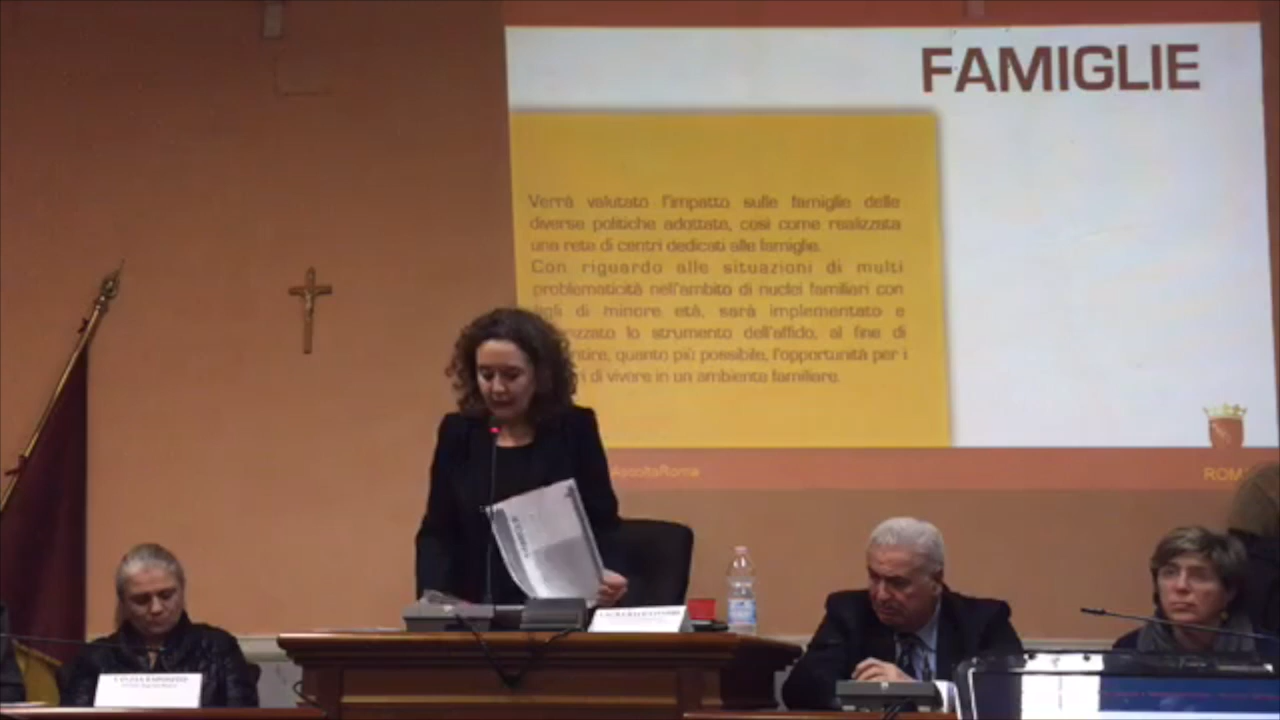 FAMIGLIE
Verrà valutato l'impatto sulle famiglie delle
diverse politiche adottate, così come realizzata
una rete di centri dedicati alle famiglie.
Con riguardo alle situazioni di multi
problematicità nell'ambito di nuclei familiari con
di minore età, sarà implementato e
lo strumento dell'affido, al fine di
quanto più possibile, l'opportunità per i
di vivere in un ambiente familiare.
AscoltaRoma
ROM